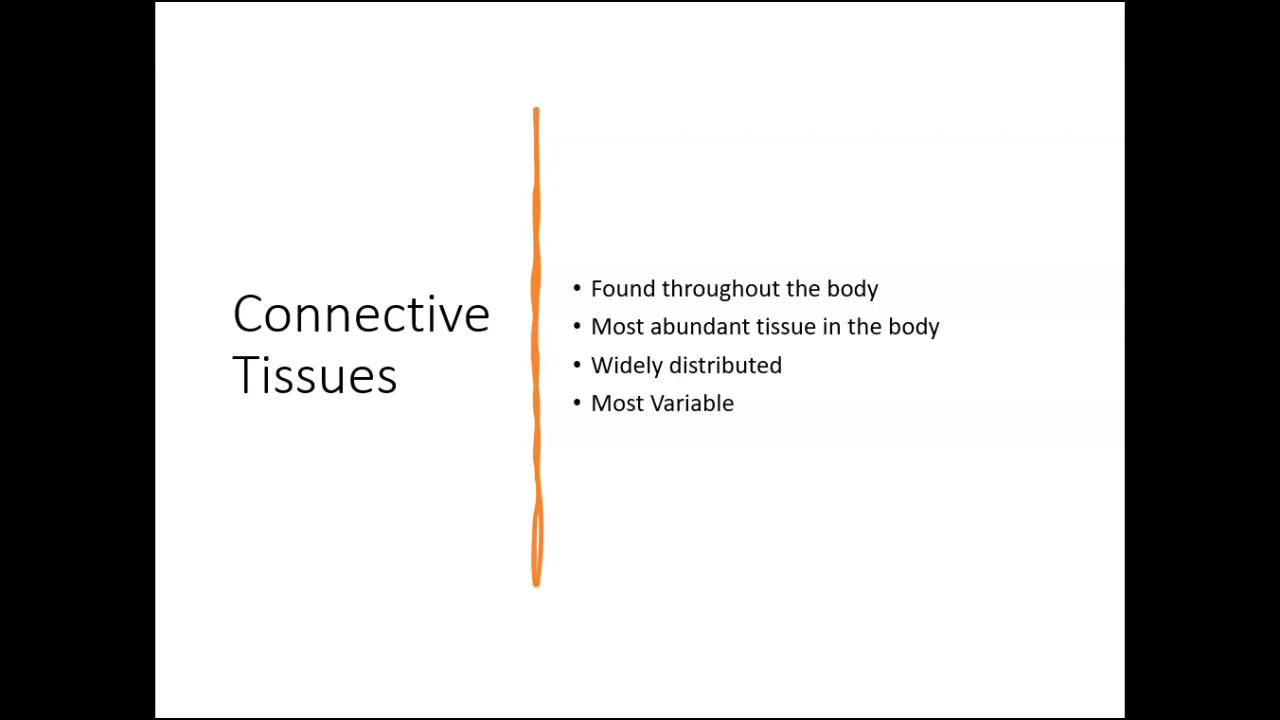 Connective
Tissues
• Found throughout the body
• Most abundant tissue in the body
• Widely distributed
• Most Variable